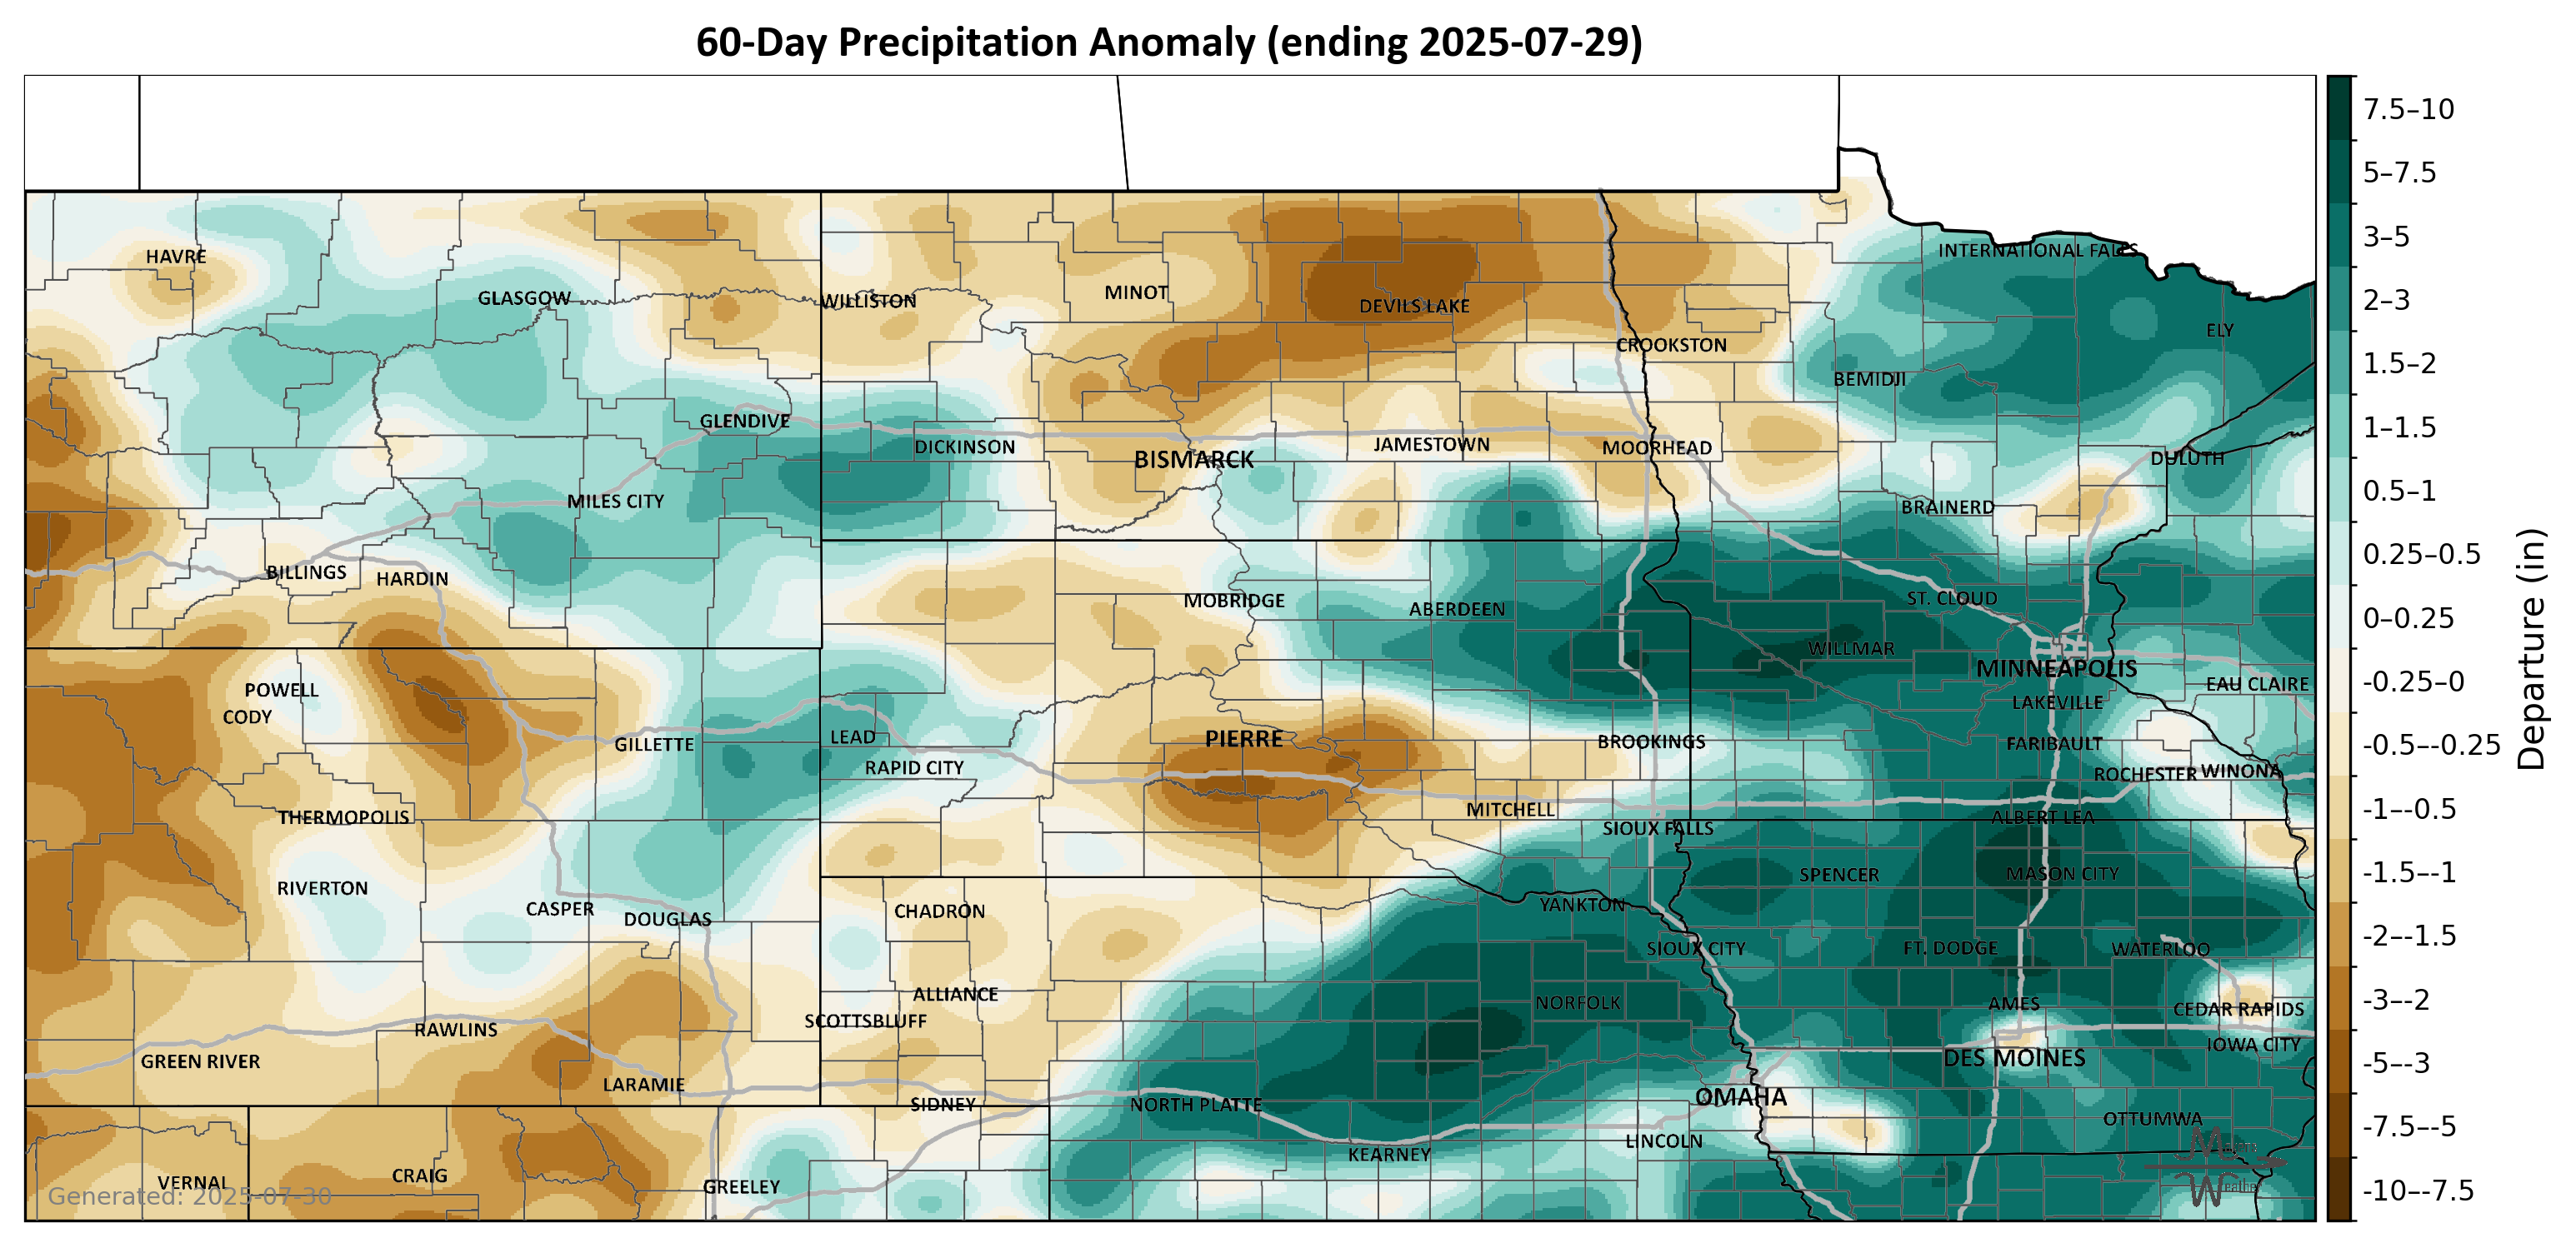 60-Day Precipitation Anomaly (ending 2025-07-29)
HAVRE
INTERNATIONAL FALLS
GLASGOW
WILLISTON
MINOT
DEVILS LAKE
ELY
CROOKSTON
BEMIDJI
GLENDIVE
DICKINSON
BISMARCK
JAMESTOWN
MOORHEAD
DULUTH
MILES CITY
BRAINERD
BILLINGS
HARDIN
MOBRIDGE
ABERDEEN
ST. CLOUD
WILLMAR
MINNEAPOLIS
EAU CLAIRE
POWELL
CODY
LAKEVILLE
GILLETTE
LEAD
PIERRE
BROOKINGS
FARIBAULT
RAPID CITY
ROCHESTER
WINONA
THERMOPOLIS
MITCHELL
SIOUX FALLS
ALBERT LEA
RIVERTON
SPENCER
MASON CITY
CASPER
DOUGLAS
CHADRON
YANKTON
SIOUX CITY
FT. DODGE
WATERLOO
ALLIANCE
NORFOLK
AMES
CEDAR RAPIDS
SCOTTSBLUFF
RAWLINS
IOWA CITY
GREEN RIVER
DES MOINES
LARAMIE
SIDNEY
NORTH PLATTE
OMAHA
OTTUMWA
LINCOLN
KEARNEY
VERNAL
CRAIG
GREELEY
Generated: 2025-07-30
7.5–10
5–7.5
3–5
2–3
1.5–2
1–1.5
0.5–1
0.25–0.5
0–0.25
-0.25–0
-0.5–-0.25
-1–-0.5
-1.5–-1
-2–-1.5
-3–-2
-5–-3
-7.5–-5
-10–-7.5
Departure (in)